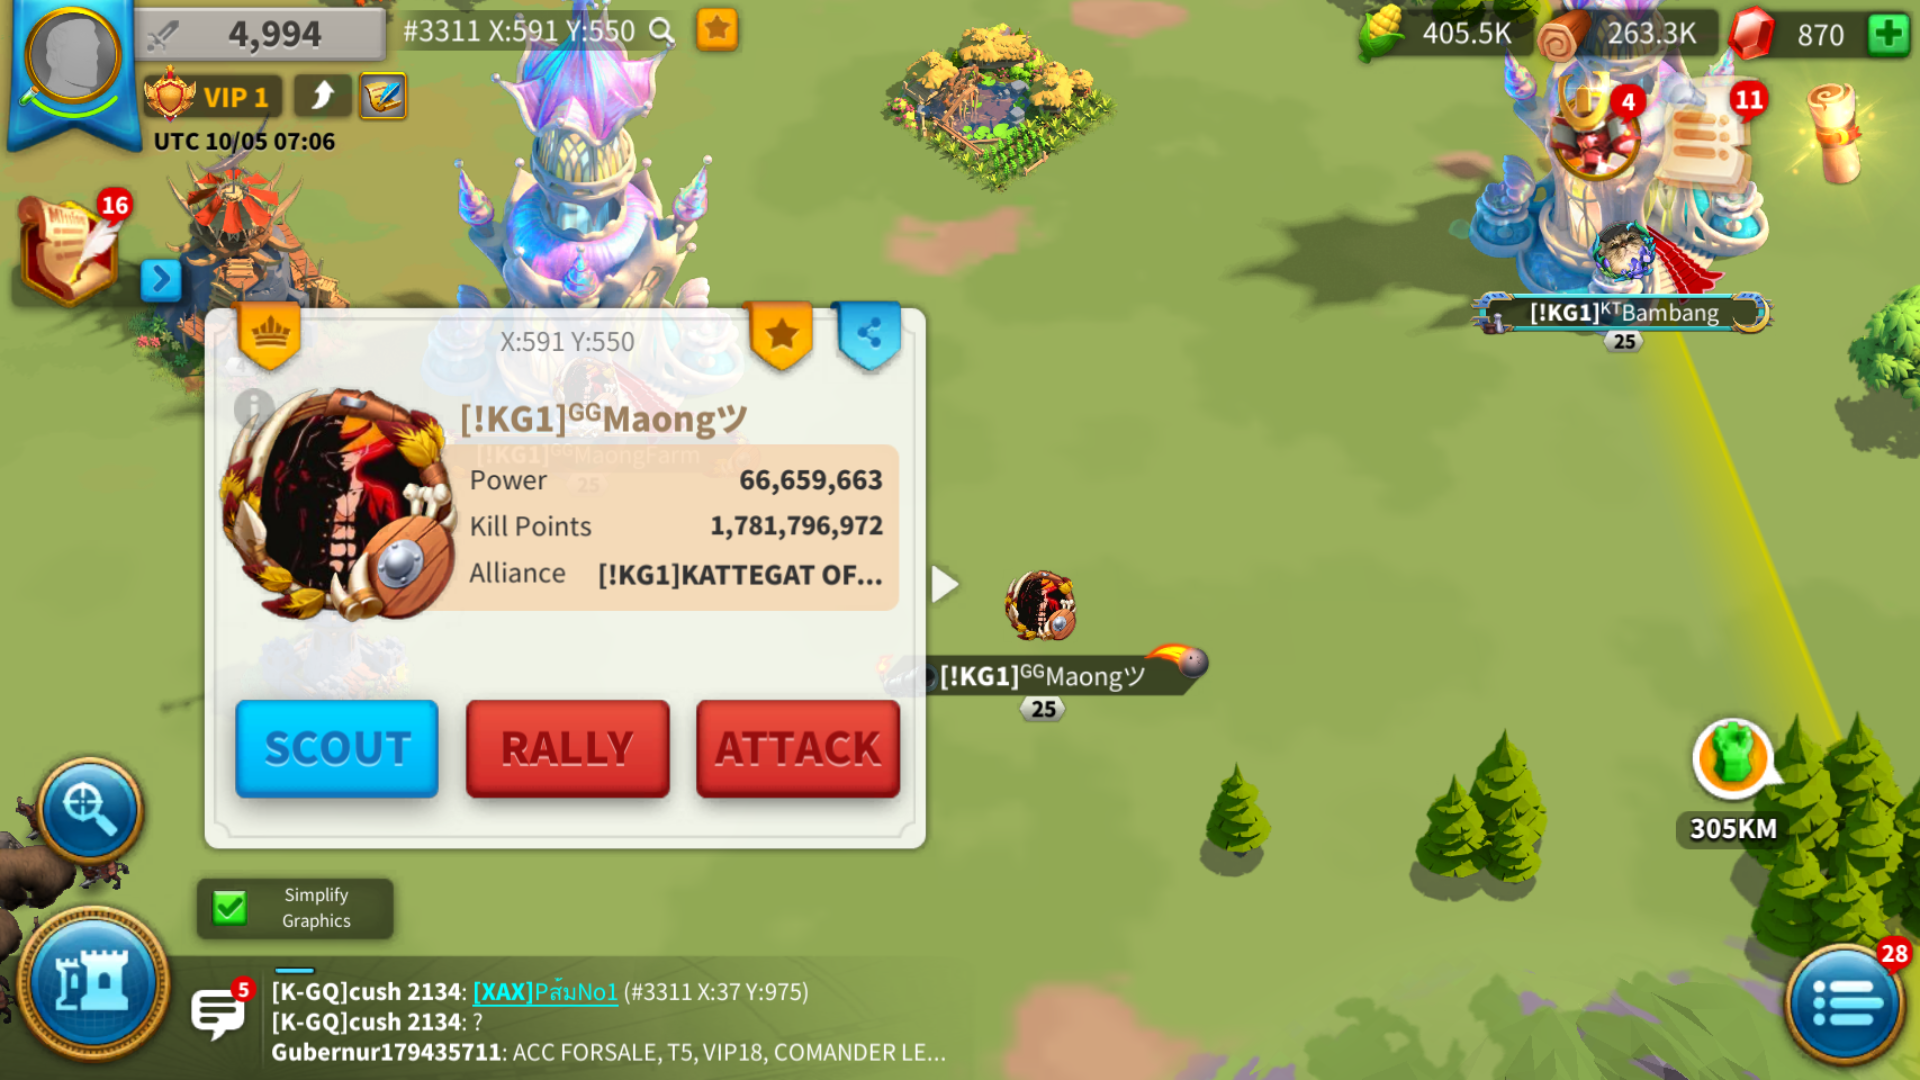 4,994
#3311 X:591 Y:550
405.5K
263.3K
870
VIP 1
UTC 10/05 07:06
4
11
Mission
16
[!KG1]ᴷᵀBambang
25
X:591 Y:550
[!KG1]ᴳᴳMaongツ
[!KG1]ᴳᴳMaongFarm
25
Power 66,659,663
Kill Points 1,781,796,972
Alliance [!KG1]KATTEGAT OF...
SCOUT
RALLY
ATTACK
[!KG1]ᴳᴳMaongツ
25
305KM
Simplify
Graphics
28
5
[K-GQ]cush 2134: [XAX]Pส้มNo1 (#3311 X:37 Y:975)
[K-GQ]cush 2134: ?
Gubernur179435711: ACC FORSALE, T5, VIP18, COMANDER LE...